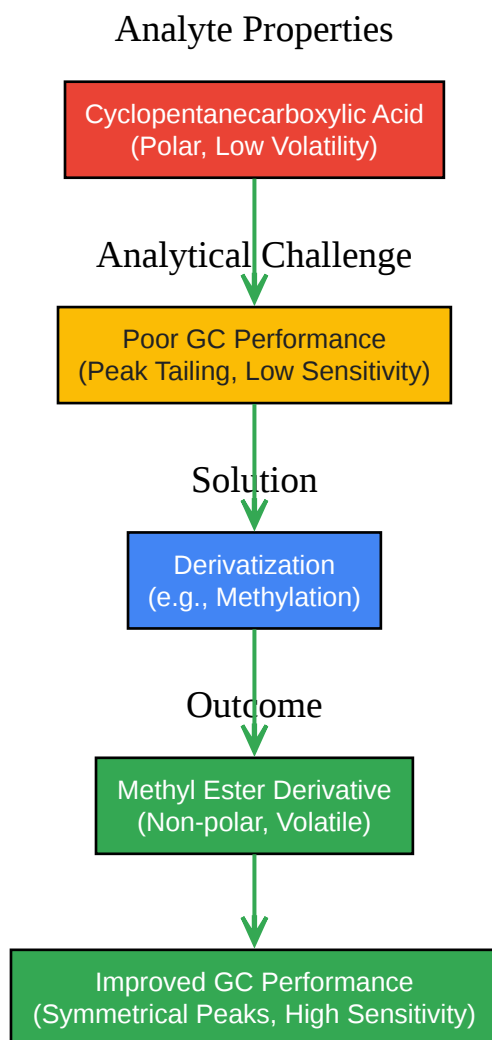 Analyte Properties
Cyclopentanecarboxylic Acid
(Polar, Low Volatility)
Analytical Challenge
Poor GC Performance
(Peak Tailing, Low Sensitivity)
Solution
Derivatization
(e.g., Methylation)
Outcome
Methyl Ester Derivative
(Non-polar, Volatile)
Improved GC Performance
(Symmetrical Peaks, High Sensitivity)